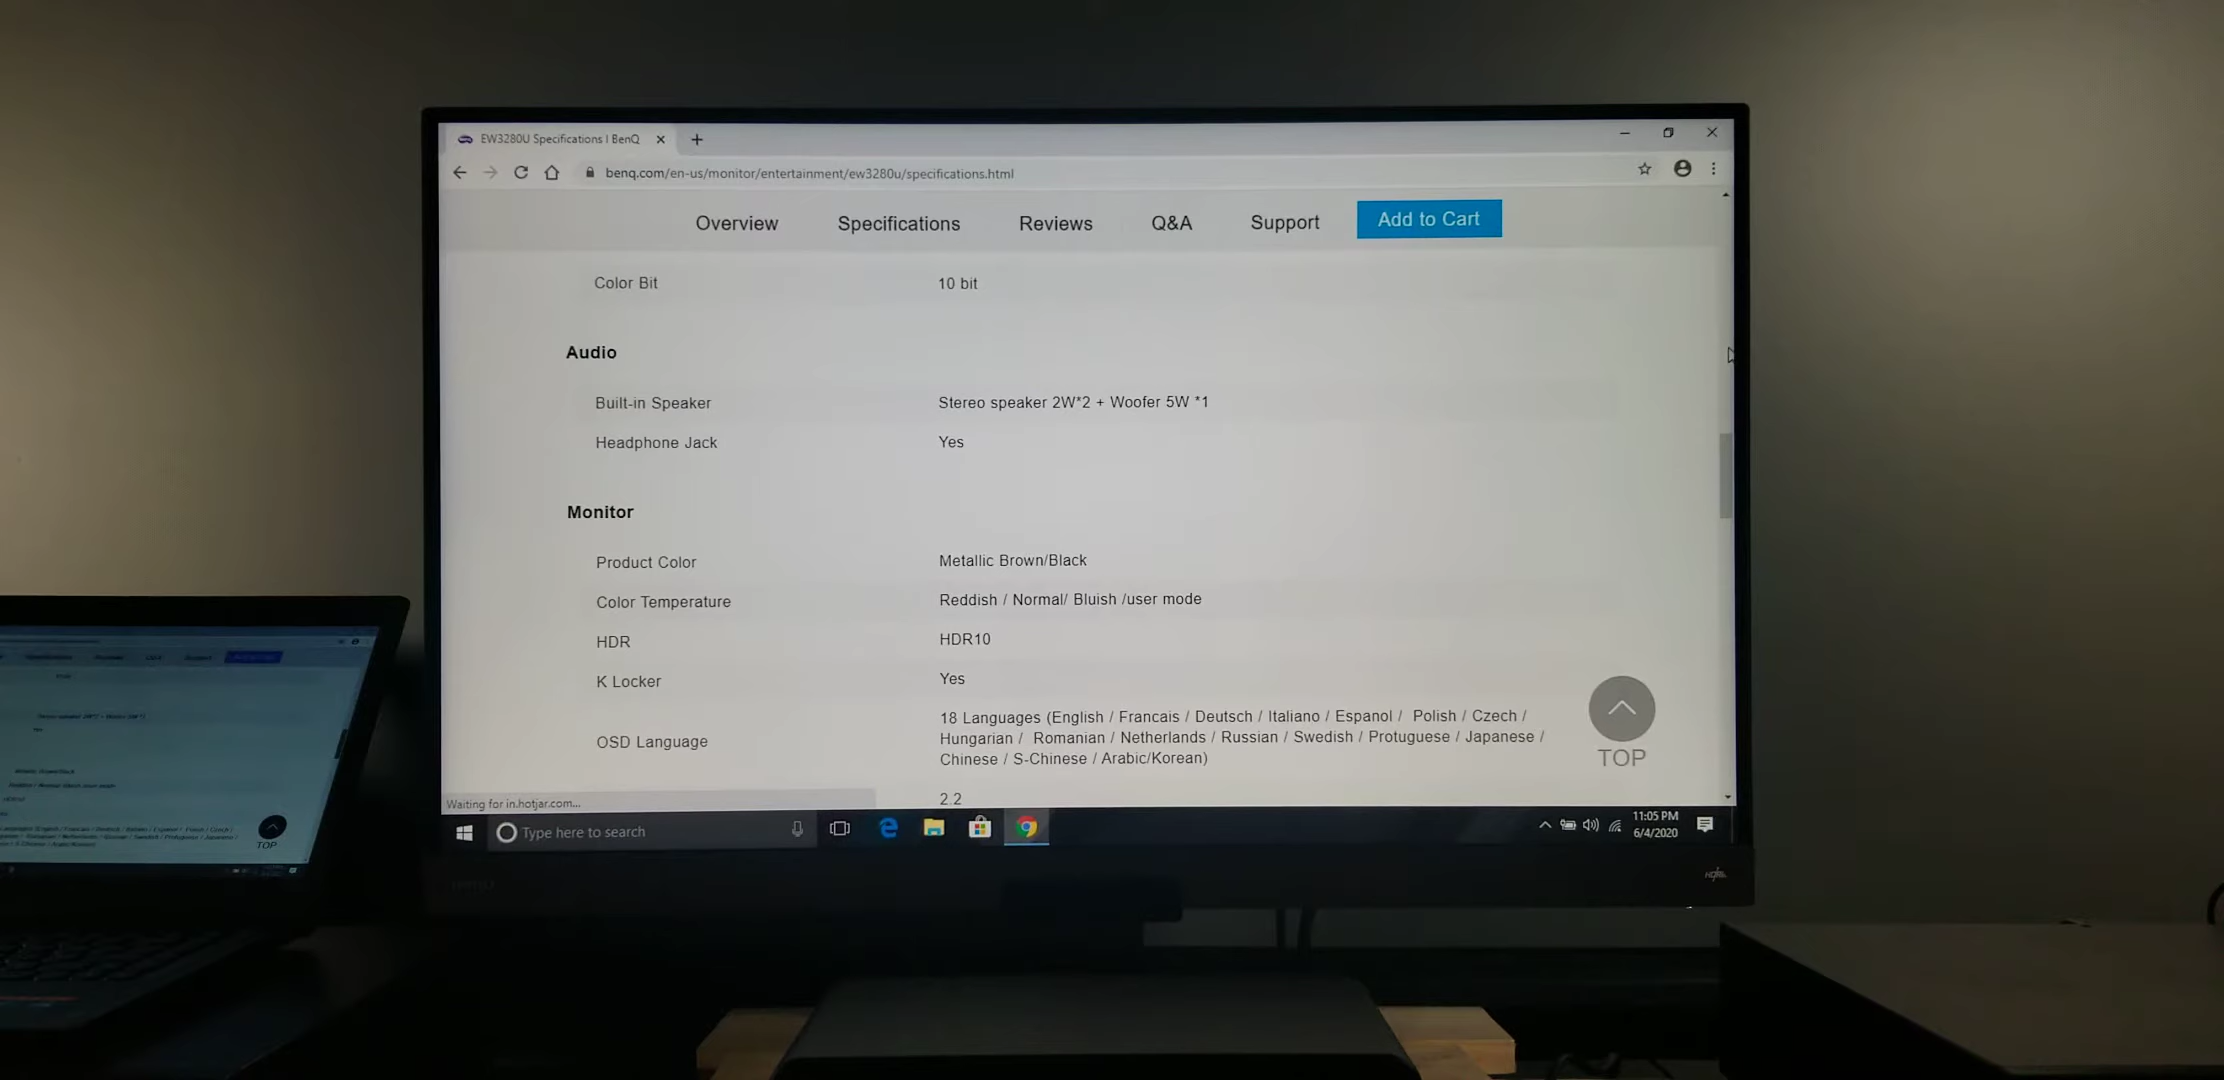 EW3280U Specifications | BenQ
benq.com/en-us/monitor/entertainment/ew3280u/specifications.html
Overview Specifications Reviews Q&A Support Add to Cart
Color Bit 10 bit
Audio
Built-in Speaker Stereo speaker 2W*2 + Woofer 5W *1
Headphone Jack Yes
Monitor
Product Color Metallic Brown/Black
Color Temperature Reddish / Normal/ Bluish /user mode
HDR HDR10
K Locker Yes
OSD Language 18 Languages (English / Francais / Deutsch / Italiano / Espanol / Polish / Czech /
Hungarian / Romanian / Netherlands / Russian / Swedish / Protuguese / Japanese /
Chinese / S-Chinese / Arabic/Korean)
TOP
2.2
Waiting for in.hotjar.com...
Type here to search
11:05 PM
6/4/2020
TOP